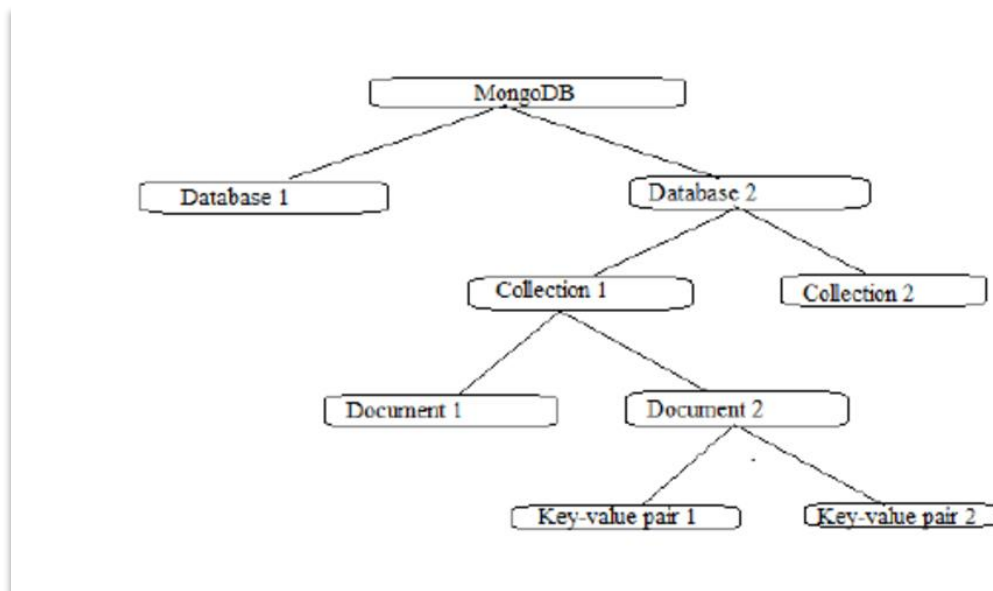 MongoDB
Database 1
Database 2
Collection 1
Collection 2
Document 1
Document 2
Key-value pair 1
Key-value pair 2